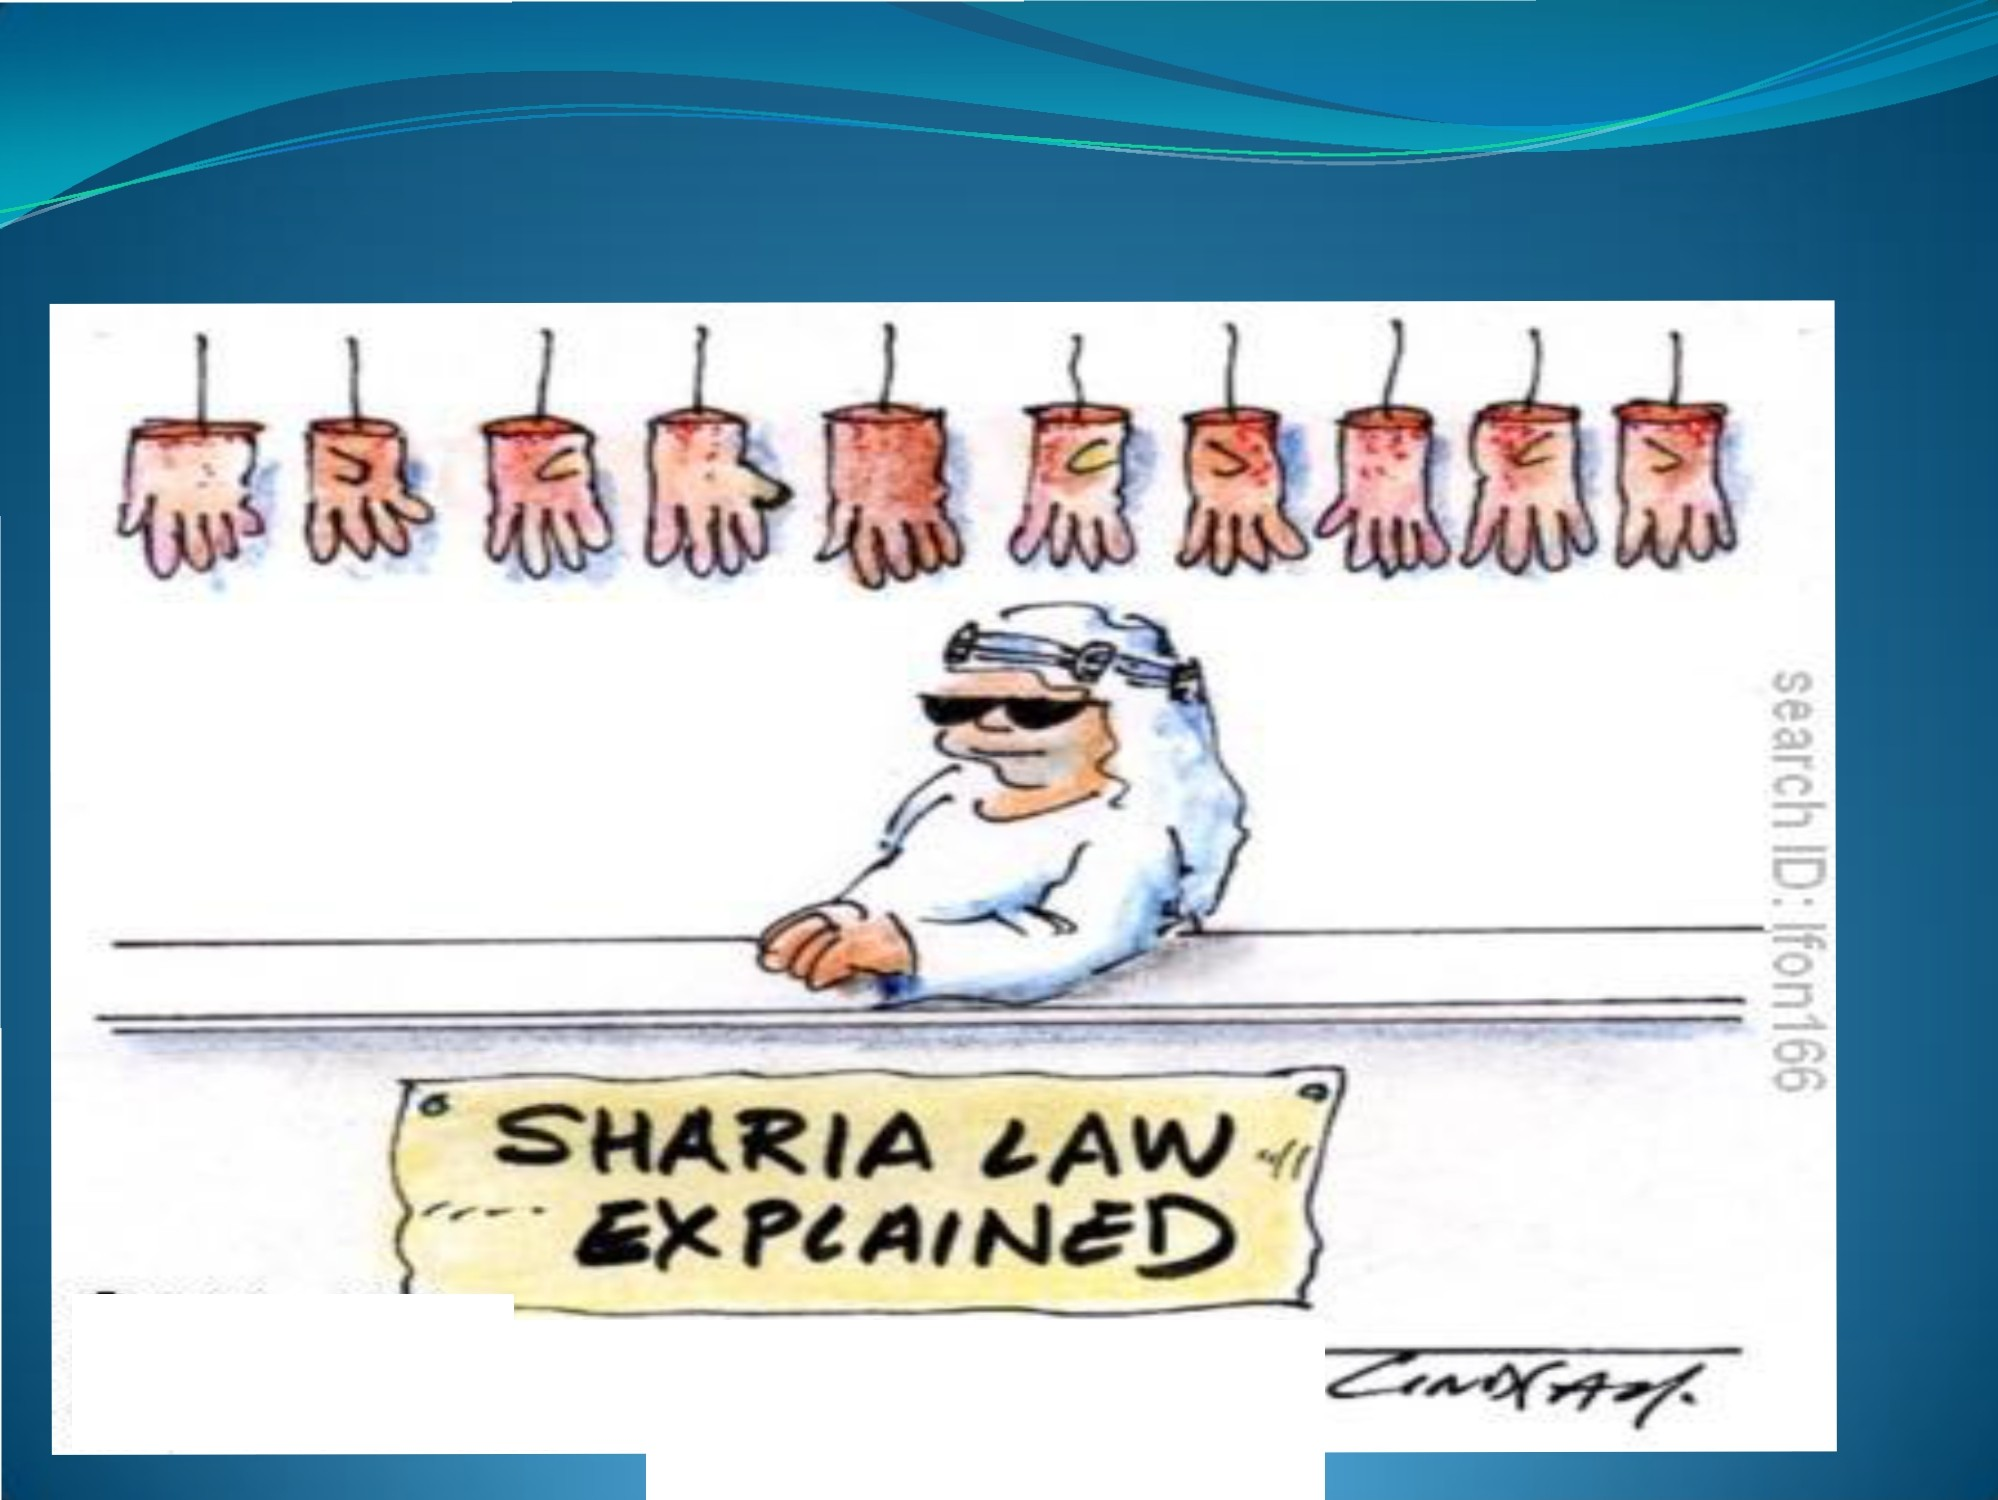 SHARIA LAW
EXPLAINED
search ID: lfon166